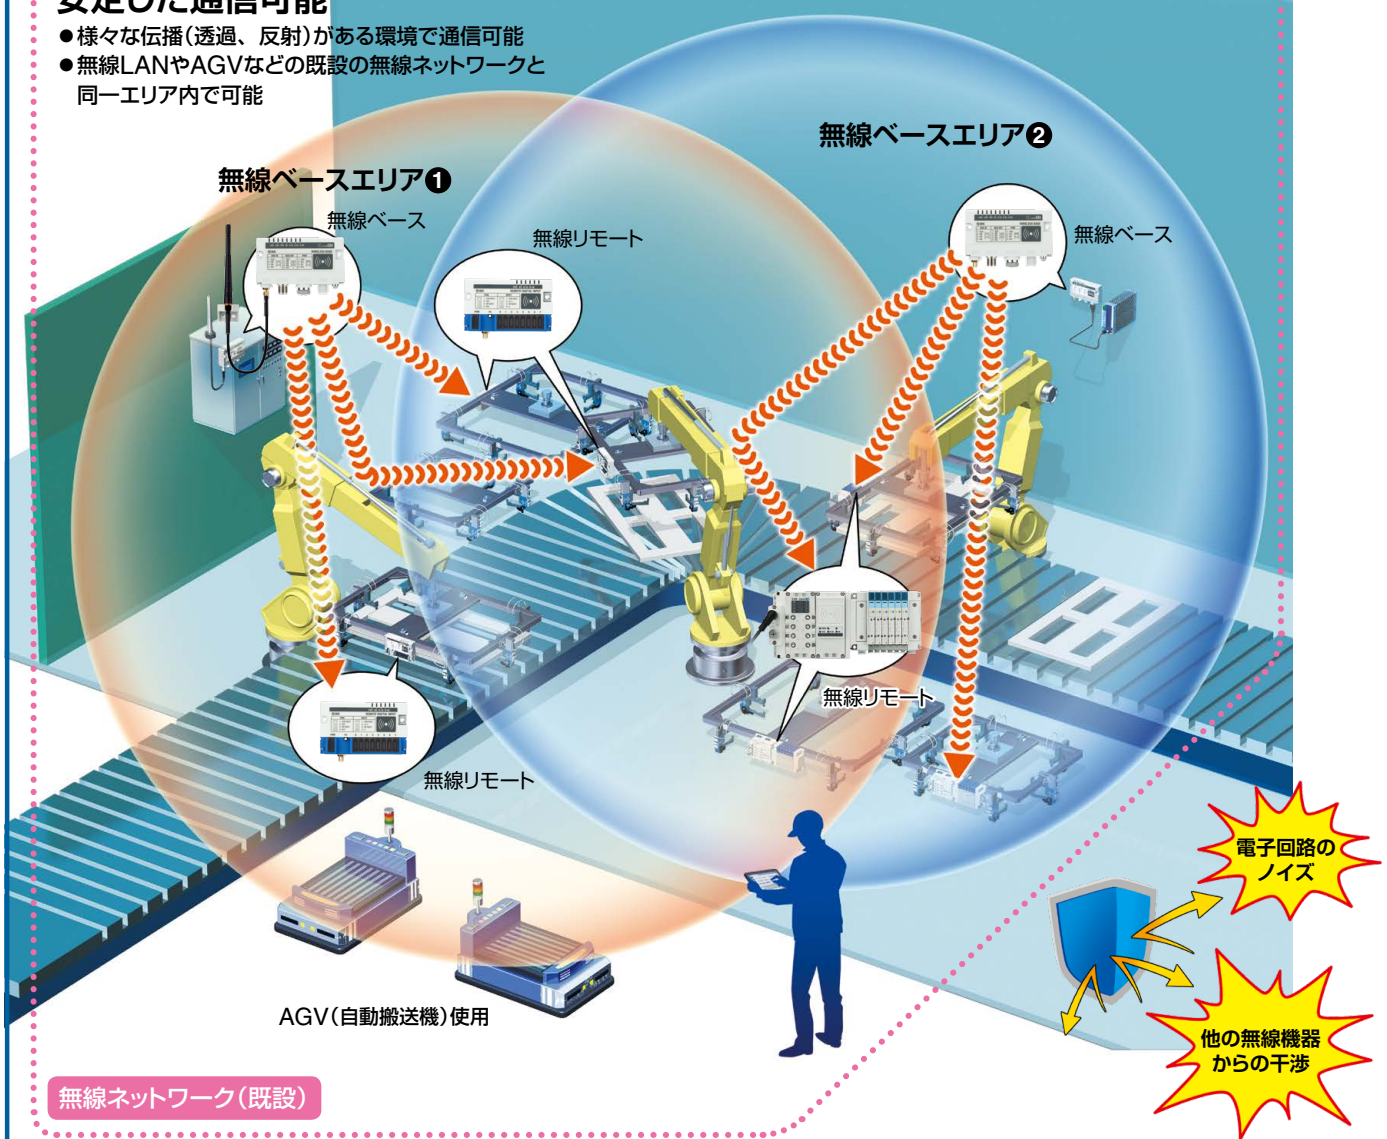 安定した通信可能
●様々な伝播(透過、反射)がある環境で通信可能
●無線LANやAGVなどの既設の無線ネットワークと
同一エリア内で可能
無線ベースエリア❷
無線ベースエリア❶
無線ベース
無線リモート
無線ベース
無線リモート
無線リモート
電子回路の
ノイズ
AGV(自動搬送機)使用
他の無線機器
からの干渉
無線ネットワーク(既設)